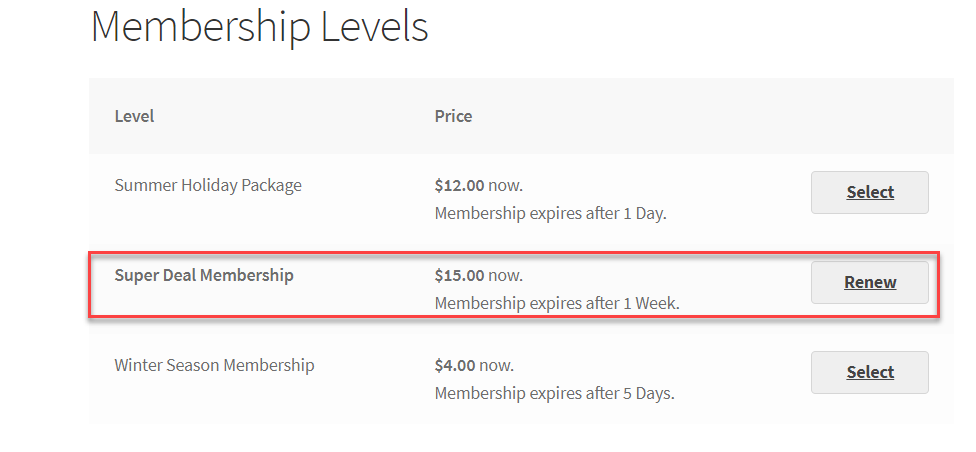 Membership Levels
Level Price
Summer Holiday Package $12.00 now. Select
Membership expires after 1 Day.
Super Deal Membership $15.00 now. Renew
Membership expires after 1 Week.
Winter Season Membership $4.00 now. Select
Membership expires after 5 Days.